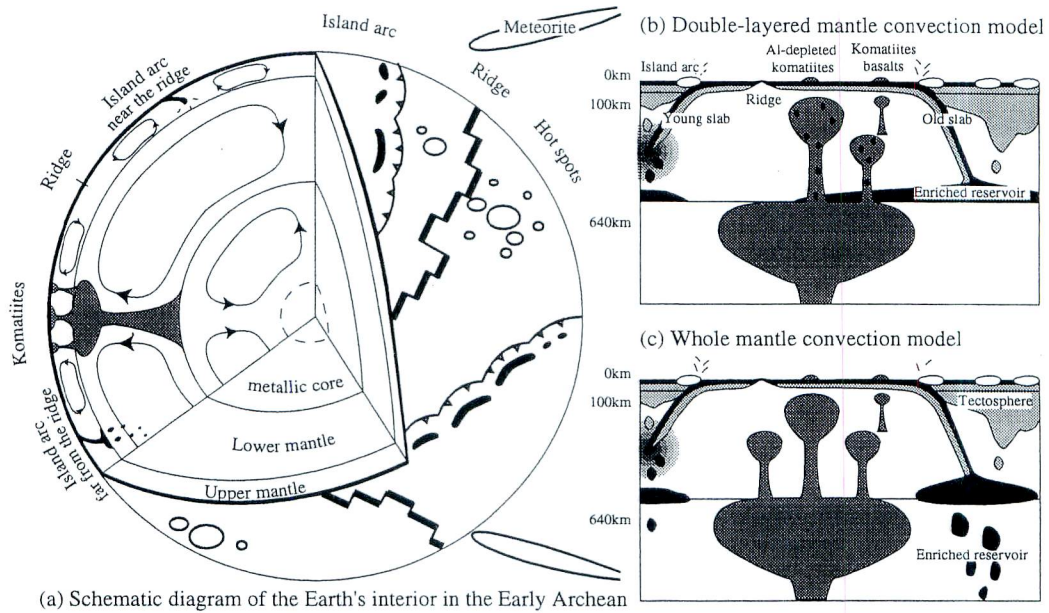 Island arc
Meteorite
Ridge
Hot spots
Island arc
near the ridge
Ridge
Komatiites
Island arc
far from the ridge
metallic core
Lower mantle
Upper mantle
(a) Schematic diagram of the Earth's interior in the Early Archean
(b) Double-layered mantle convection model
Island arc
Al-depleted
komatiites
Komatiites
basalts
0km
100km
Ridge
Young slab
Old slab
Enriched reservoir
640km
(c) Whole mantle convection model
0km
100km
Tectosphere
640km
Enriched reservoir